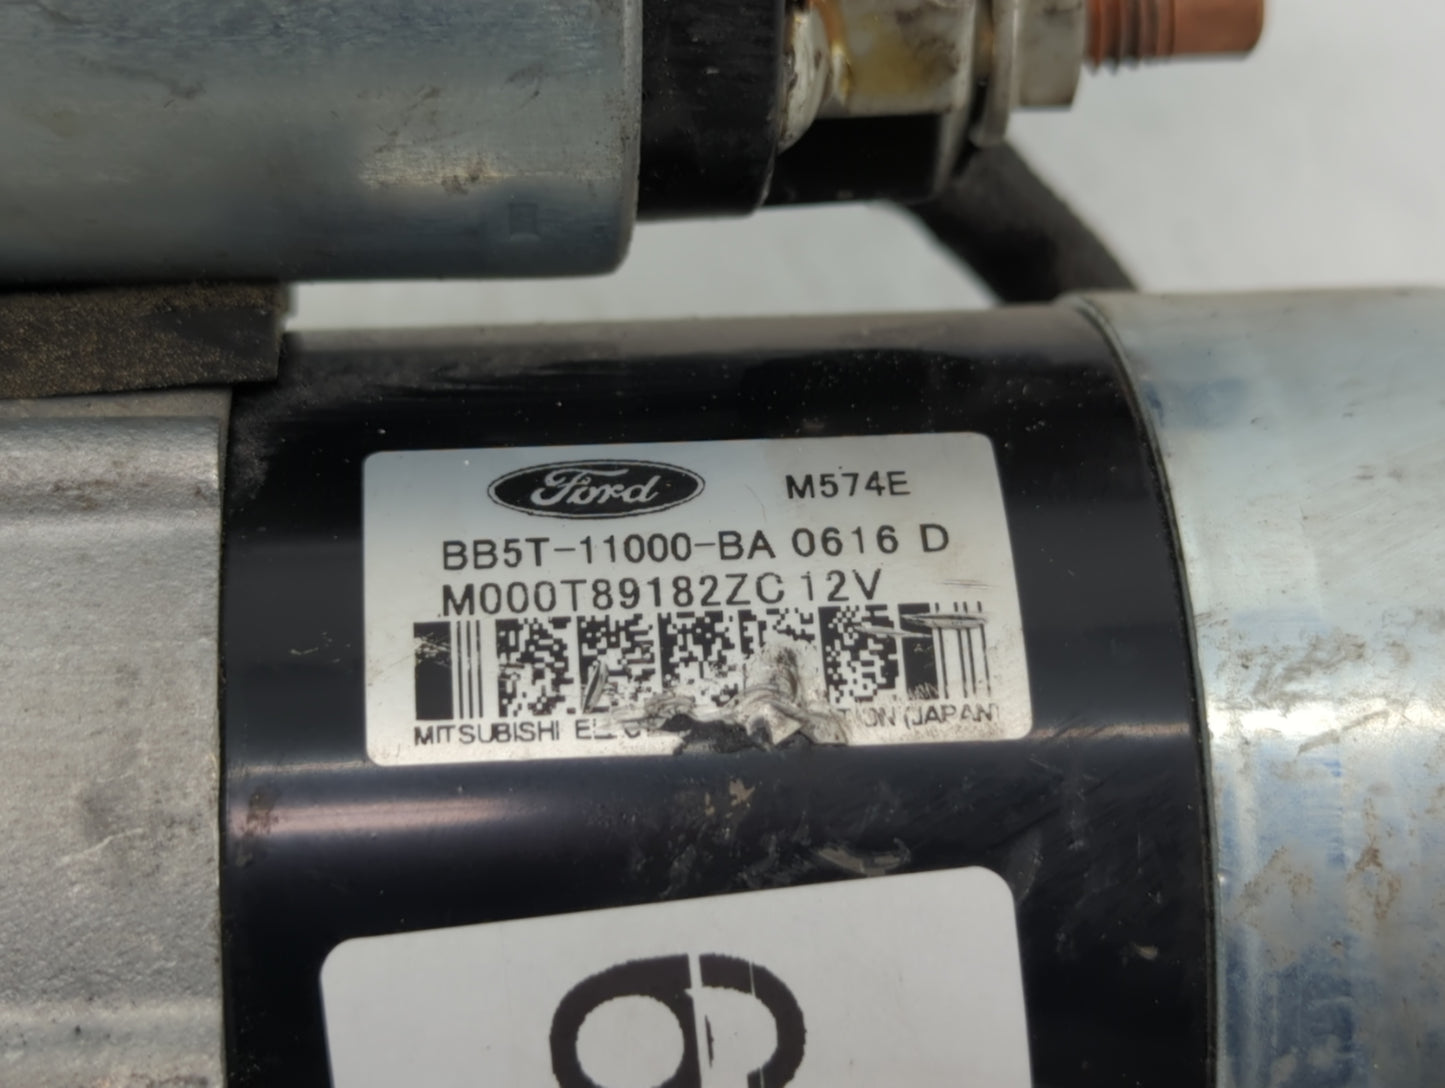 Ford M574E
BB5T-11000-BA 0616 D
M000T89182ZC 12V
MITSUBISHI (JAPAN)